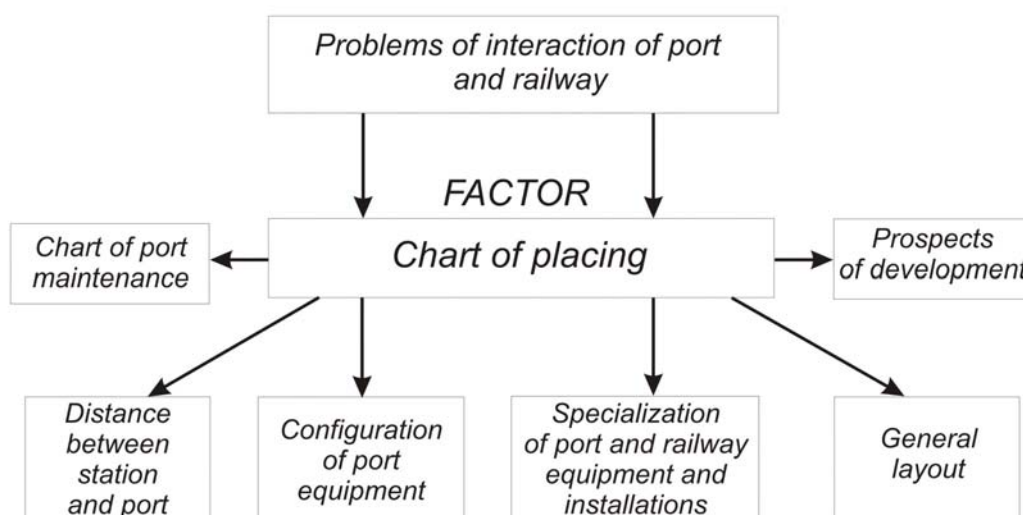 Problems of interaction of port
and railway
FACTOR
Chart of placing
Chart of port
maintenance
Prospects
of development
Distance
between
station
and port
Configuration
of port
equipment
Specialization
of port and railway
equipment and
installations
General
layout